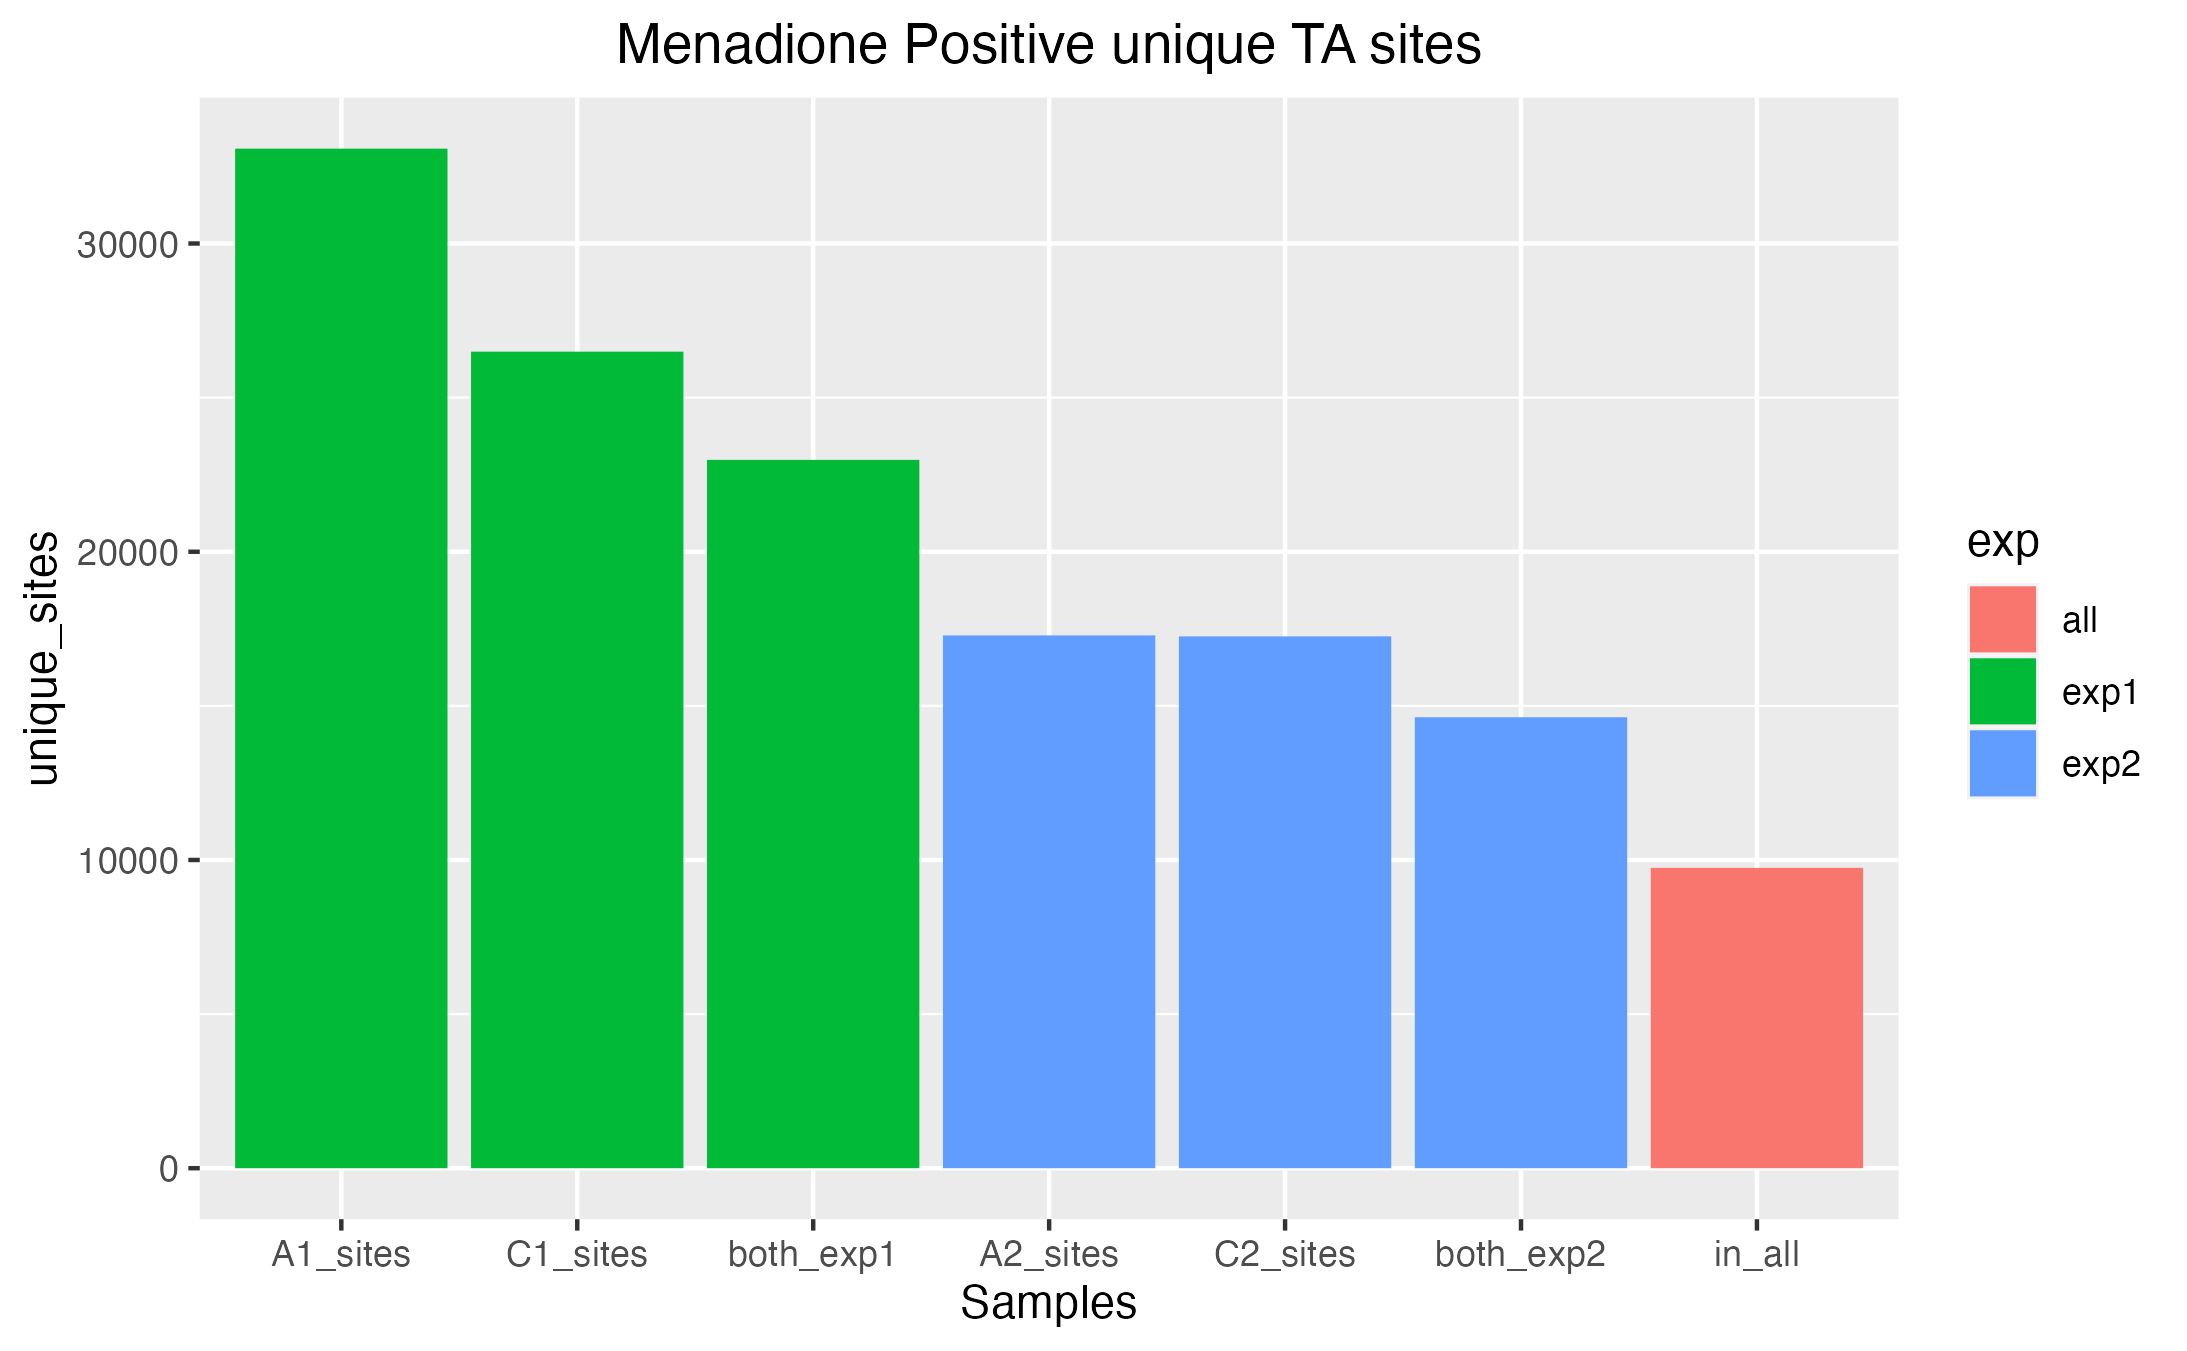 Menadione Positive unique TA sites
unique_sites
30000
20000
10000
0
A1_sites
C1_sites
both_exp1
A2_sites
C2_sites
both_exp2
in_all
Samples
exp
all
exp1
exp2